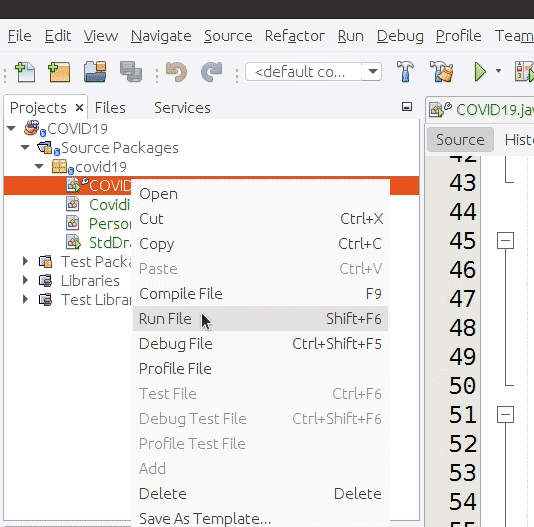 File Edit View Navigate Source Refactor Run Debug Profile Team
<default co...
Projects × Files Services
COVID19
Source Packages
covid19
COVID
Covidi
Person
StdDra
Test Packa
Libraries
Test Librar
Open
Cut Ctrl+X
Copy Ctrl+C
Paste Ctrl+V
Compile File F9
Run File Shift+F6
Debug File Ctrl+Shift+F5
Profile File
Test File Ctrl+F6
Debug Test File Ctrl+Shift+F6
Profile Test File
Add
Delete Delete
Save As Template...
COVID19.jav
Source Hist
42
43
44
45
46
47
48
49
50
51
52
53
54
55